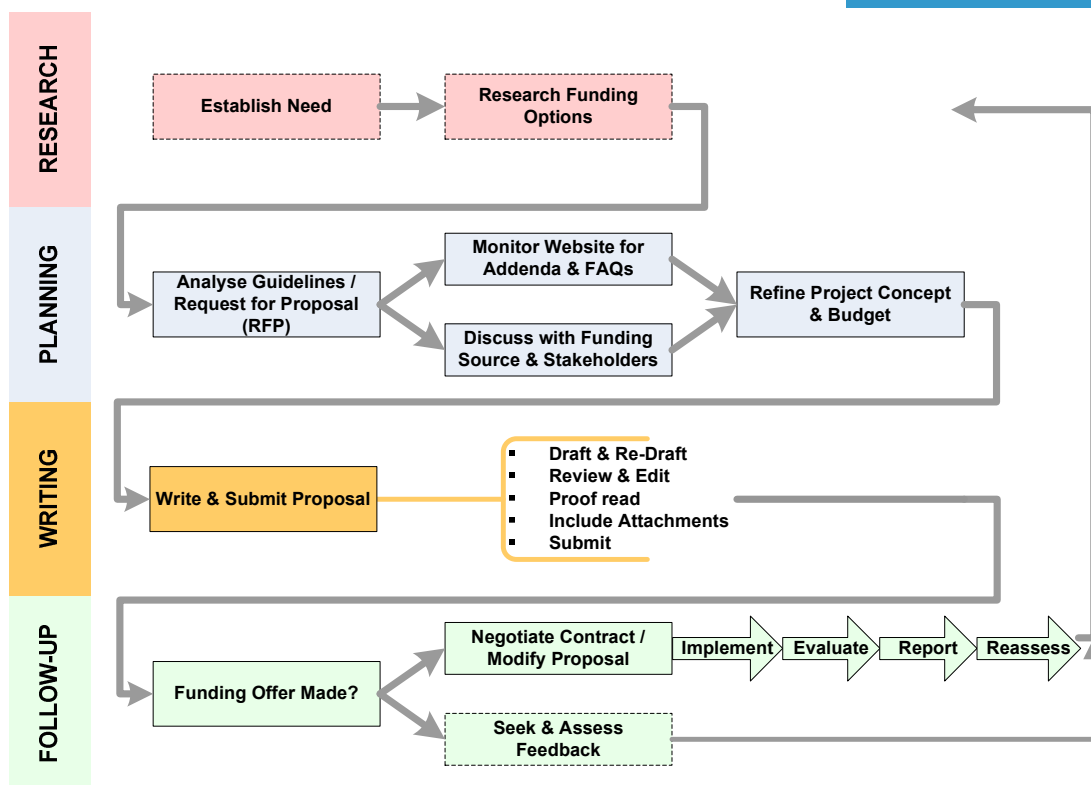 RESEARCH
Establish Need
Research Funding
Options
PLANNING
Analyse Guidelines /
Request for Proposal
(RFP)
Monitor Website for
Addenda & FAQs
Discuss with Funding
Source & Stakeholders
Refine Project Concept
& Budget
WRITING
Write & Submit Proposal
▪ Draft & Re-Draft
▪ Review & Edit
▪ Proof read
▪ Include Attachments
▪ Submit
FOLLOW-UP
Funding Offer Made?
Negotiate Contract /
Modify Proposal
Implement
Evaluate
Report
Reassess
Seek & Assess
Feedback